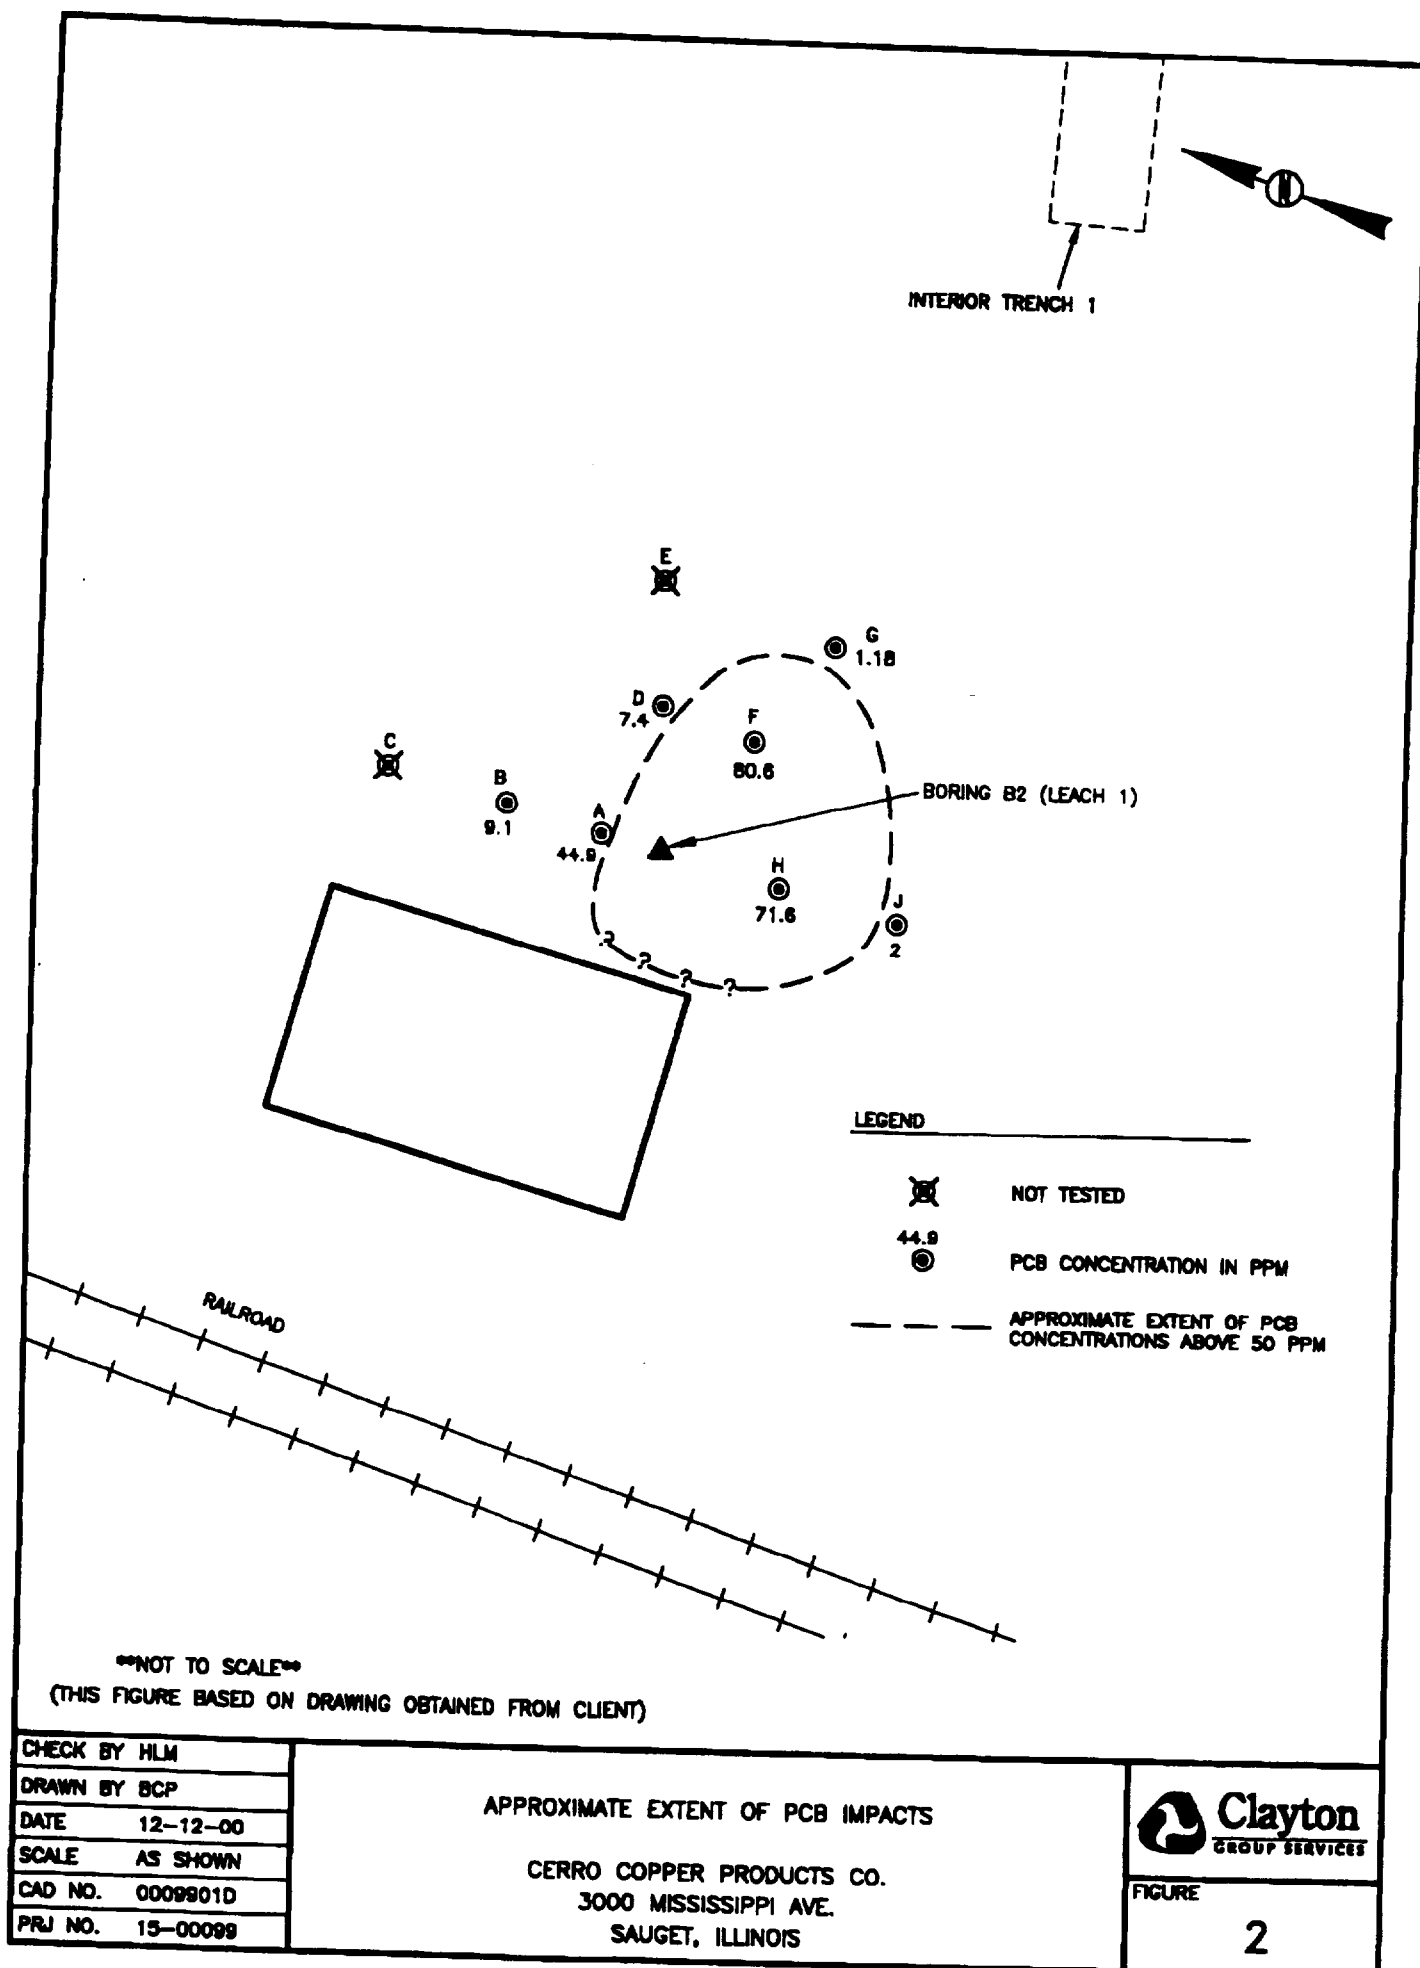 N
INTERIOR TRENCH 1
E
G
1.18
D
7.4
F
80.6
C
B
9.1
A
44.9
BORING B2 (LEACH 1)
H
71.6
J
2
?
?
?
?
LEGEND
NOT TESTED
44.9
PCB CONCENTRATION IN PPM
APPROXIMATE EXTENT OF PCB
CONCENTRATIONS ABOVE 50 PPM
RAILROAD
**NOT TO SCALE**
(THIS FIGURE BASED ON DRAWING OBTAINED FROM CLIENT)
CHECK BY HLM
DRAWN BY BCP
DATE 12-12-00
SCALE AS SHOWN
CAD NO. 0009901D
PRJ NO. 15-00099
APPROXIMATE EXTENT OF PCB IMPACTS
CERRO COPPER PRODUCTS CO.
3000 MISSISSIPPI AVE.
SAUGET, ILLINOIS
Clayton
GROUP SERVICES
FIGURE
2